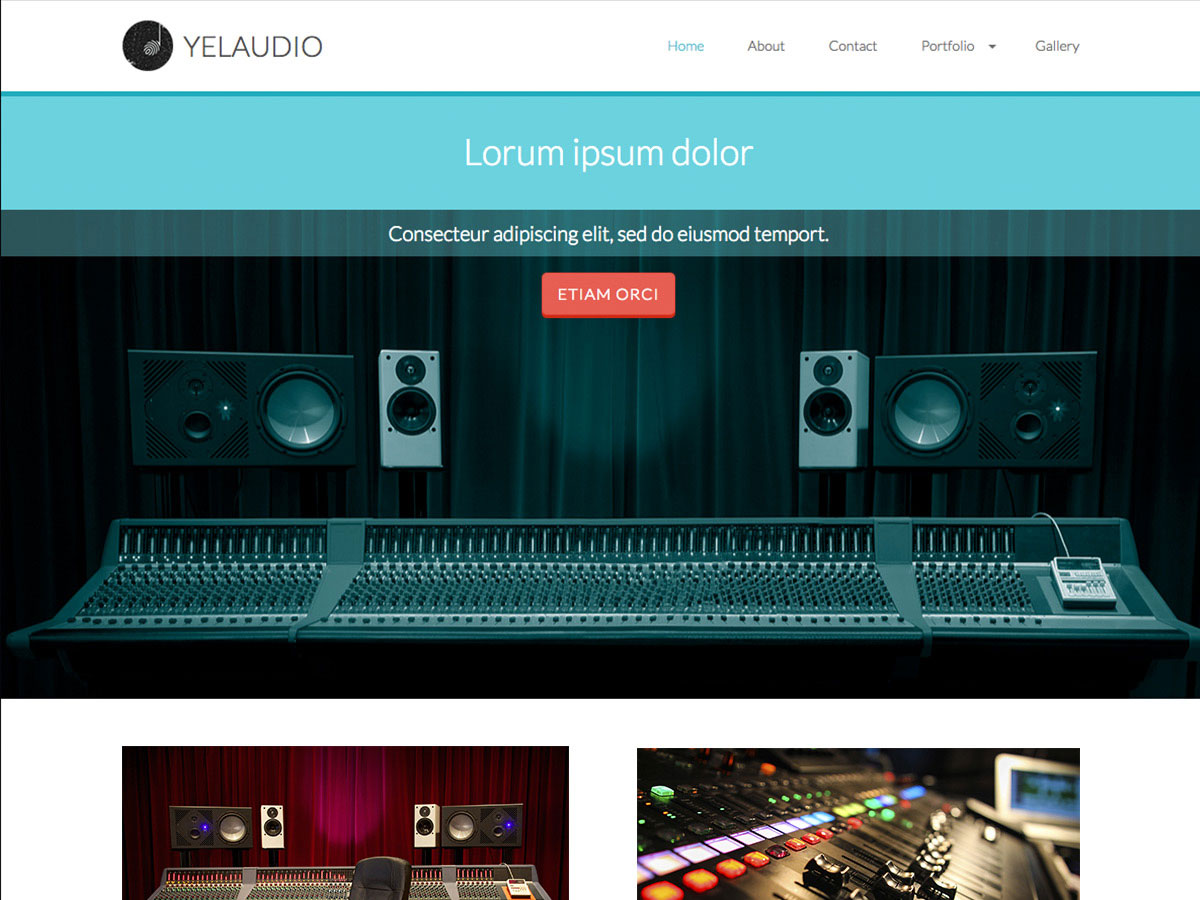 YELAUDIO
Home About Contact Portfolio Gallery
Lorum ipsum dolor
Consecteur adipiscing elit, sed do eiusmod temport.
ETIAM ORCI